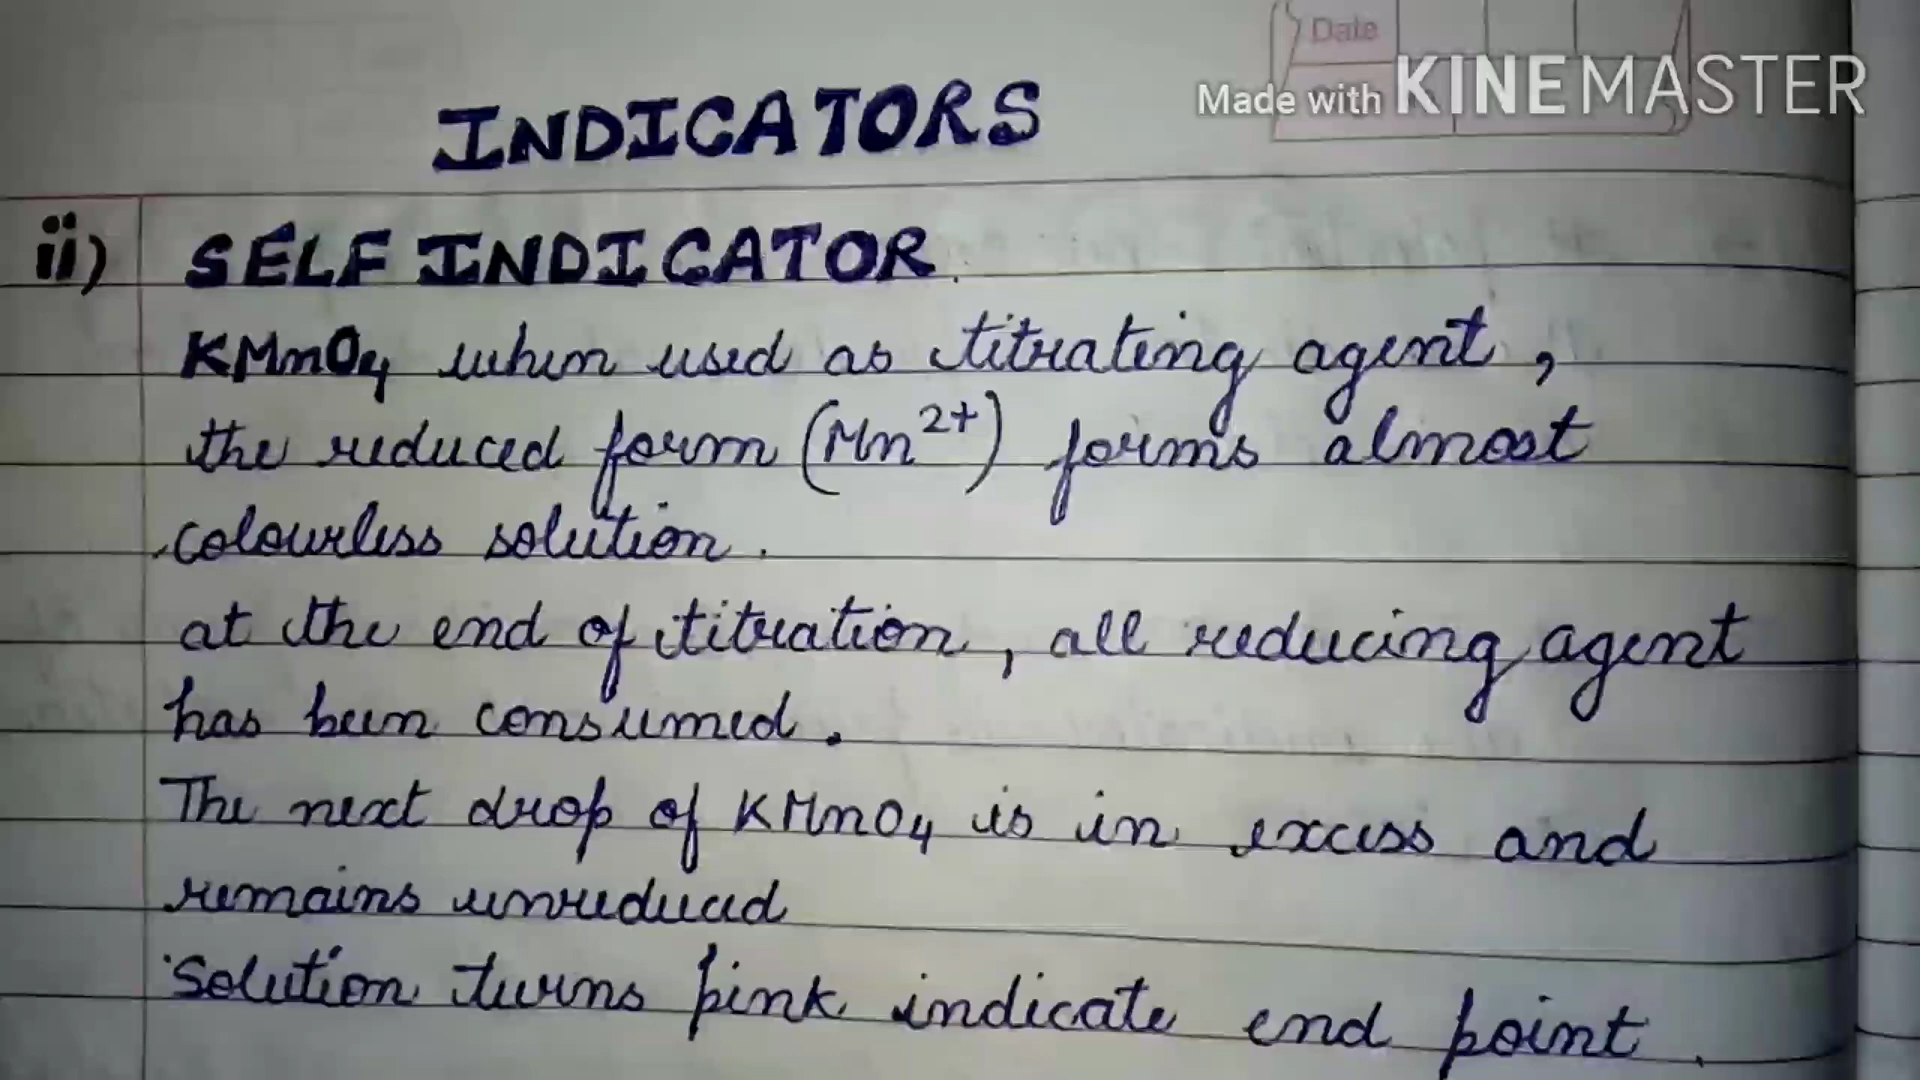 Date
Made with KINEMASTER
INDICATORS
ii) SELF INDICATOR.
KMnO4 when used as titrating agent,
the reduced form (Mn2+) forms almost
colourless solution.
at the end of titration, all reducing agent
has been consumed.
The next drop of KMnO4 is in excess and
remains unreduced
Solution turns pink indicate end point.